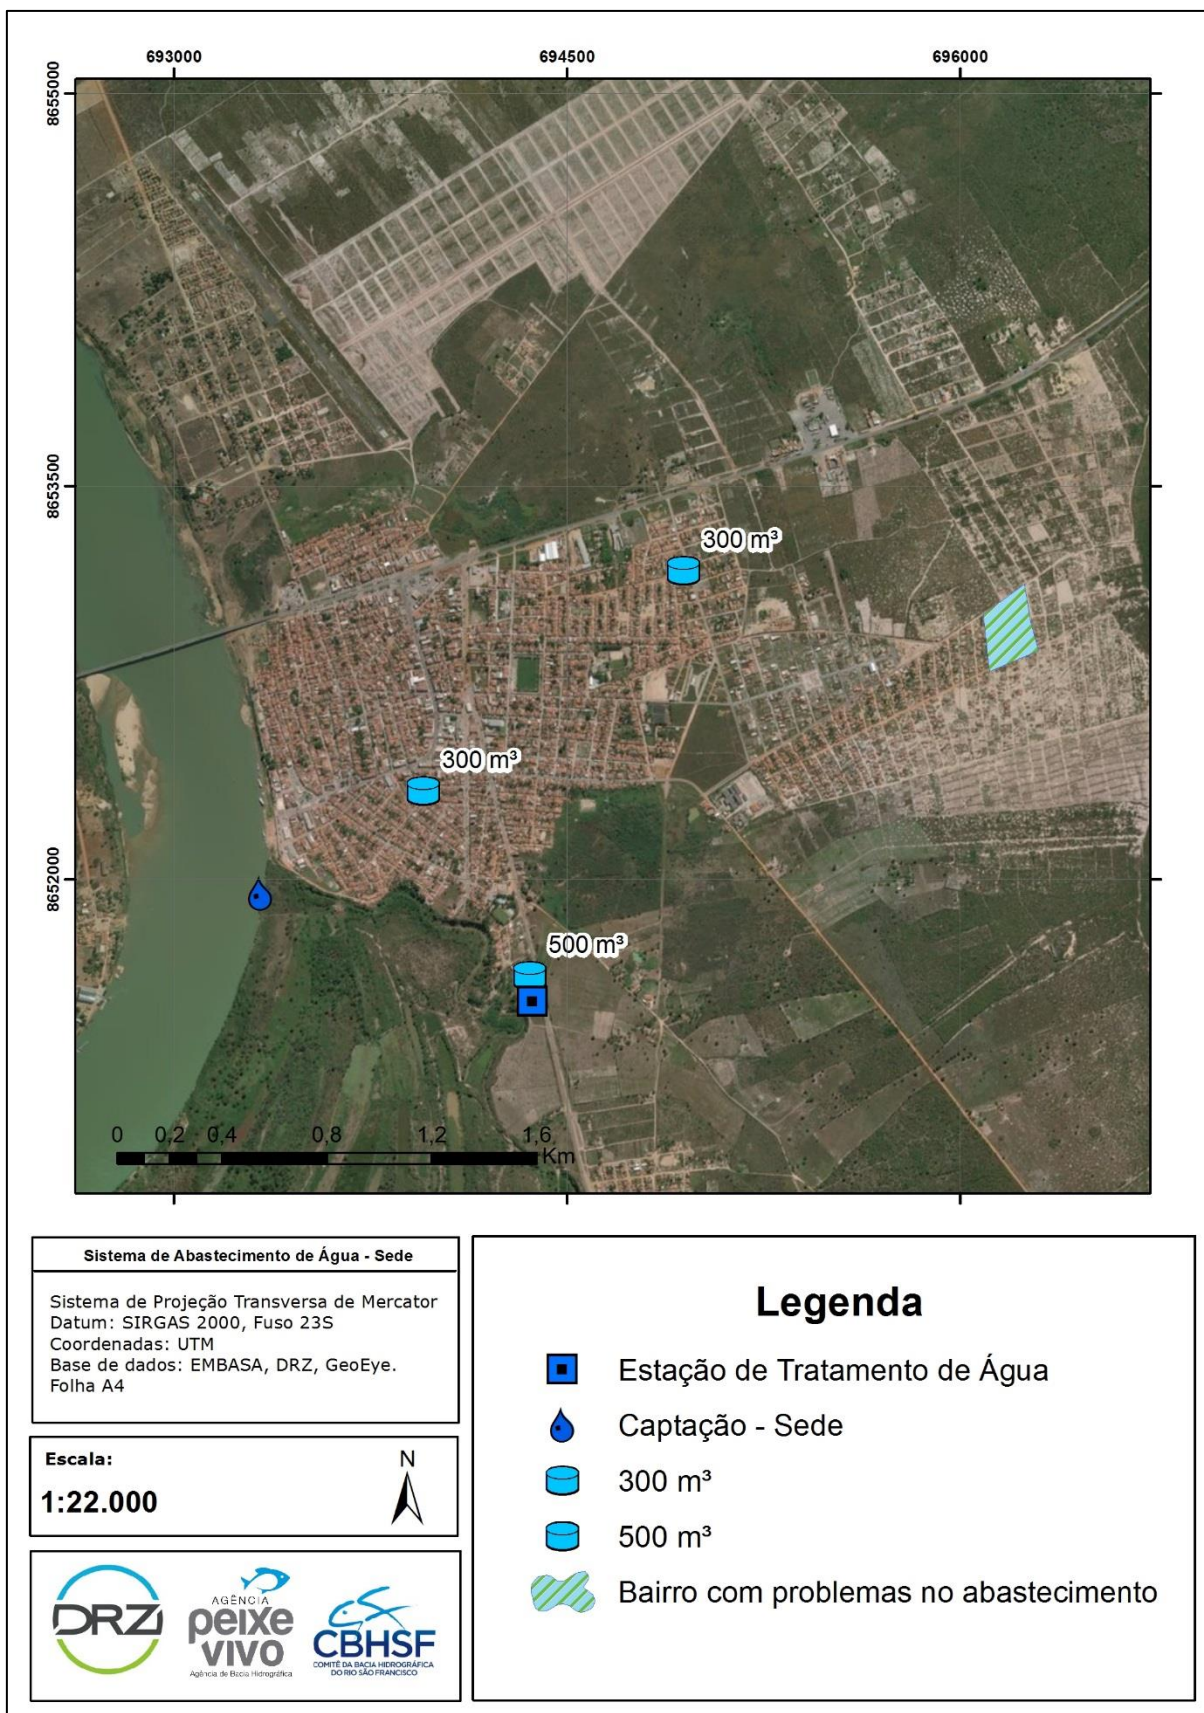 693000 694500 696000
8655000
8653500
8652000
300 m³
300 m³
500 m³
0 0,2 0,4 0,8 1,2 1,6
Km
Sistema de Abastecimento de Água - Sede
Sistema de Projeção Transversa de Mercator
Datum: SIRGAS 2000, Fuso 23S
Coordenadas: UTM
Base de dados: EMBASA, DRZ, GeoEye.
Folha A4
Escala:
1:22.000
N
DRZ
AGÊNCIA
peixe
vivo
Agência de Bacia Hidrográfica
CBHSF
COMITÊ DA BACIA HIDROGRÁFICA
DO RIO SÃO FRANCISCO
Legenda
Estação de Tratamento de Água
Captação - Sede
300 m³
500 m³
Bairro com problemas no abastecimento